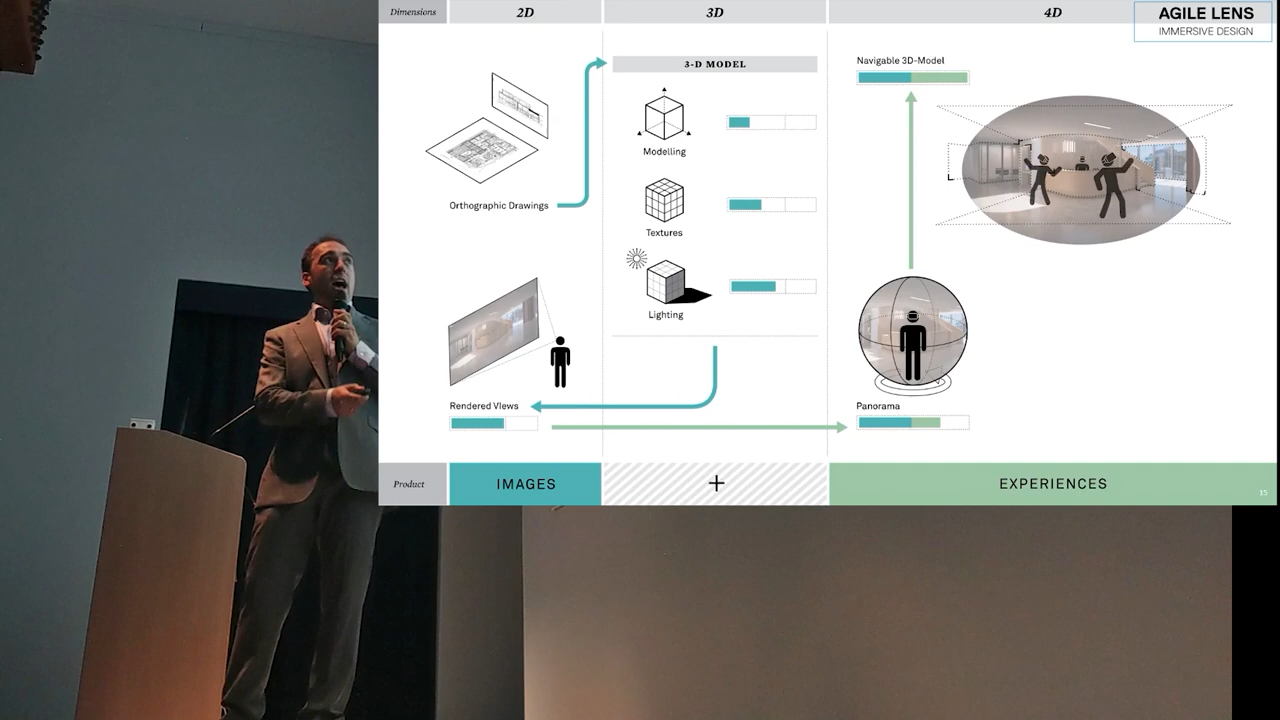 Dimensions
2D
3D
4D
AGILE LENS
IMMERSIVE DESIGN
3-D MODEL
Navigable 3D-Model
Modelling
Orthographic Drawings
Textures
Lighting
Rendered Views
Panorama
Product
IMAGES
+
EXPERIENCES
15